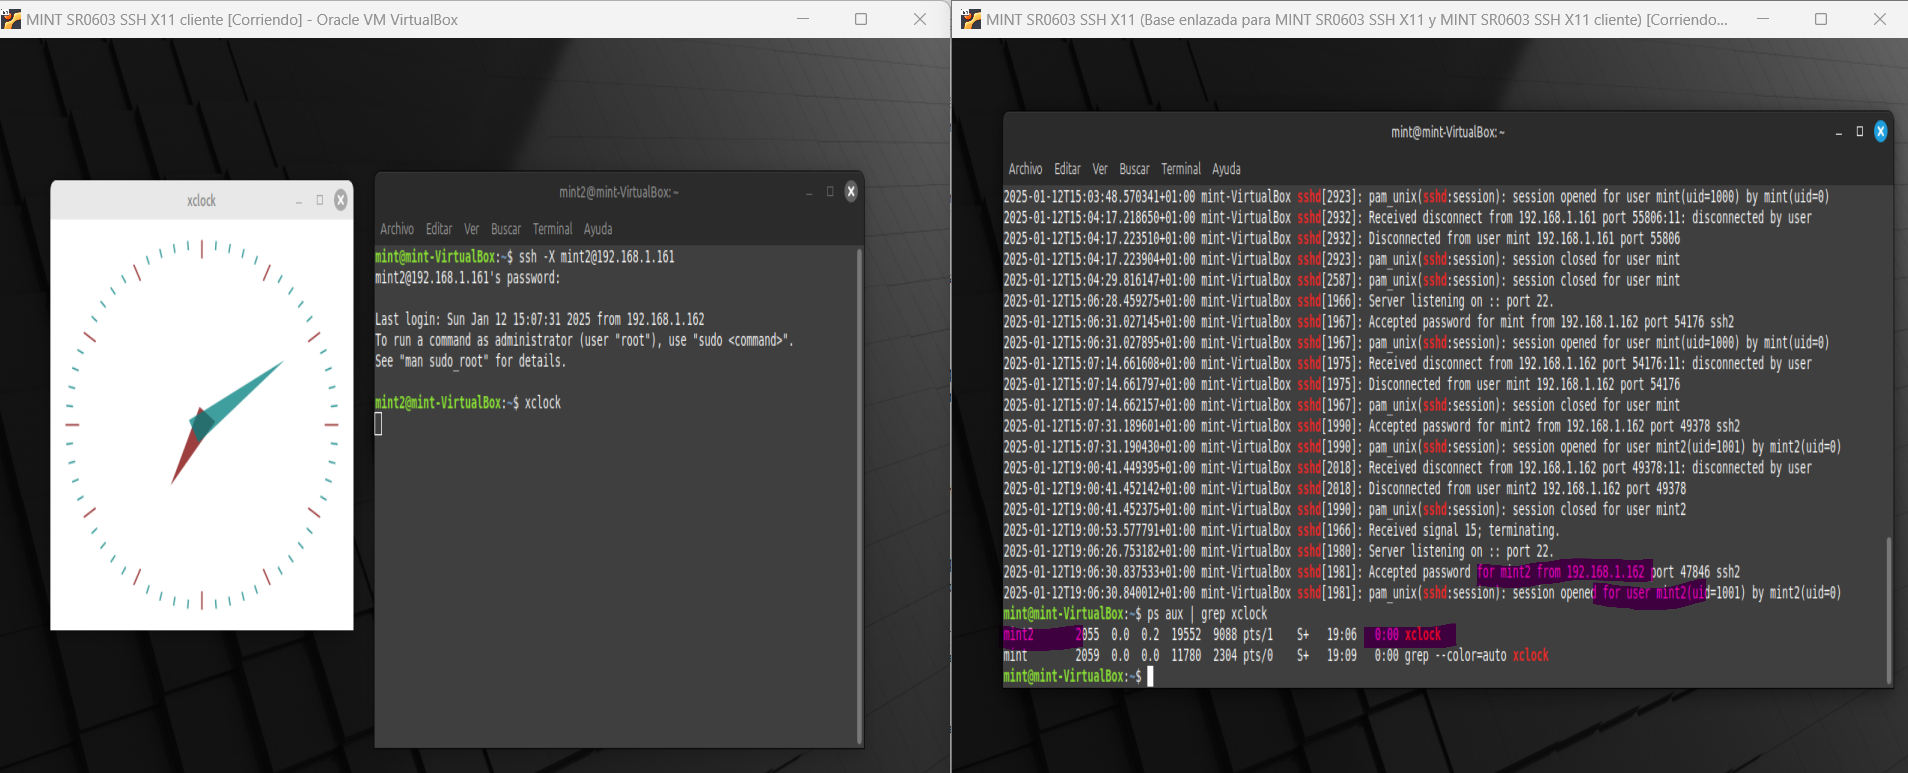 MINT SR0603 SSH X11 cliente [Corriendo] - Oracle VM VirtualBox
xclock
mint2@mint-VirtualBox: ~
Archivo Editar Ver Buscar Terminal Ayuda
mint@mint-VirtualBox:~$ ssh -X mint2@192.168.1.161
mint2@192.168.1.161's password:
Last login: Sun Jan 12 15:07:31 2025 from 192.168.1.162
To run a command as administrator (user "root"), use "sudo <command>".
See "man sudo_root" for details.
mint2@mint-VirtualBox:~$ xclock
MINT SR0603 SSH X11 (Base enlazada para MINT SR0603 SSH X11 y MINT SR0603 SSH X11 cliente) [Corriendo...
mint@mint-VirtualBox: ~
Archivo Editar Ver Buscar Terminal Ayuda
2025-01-12T15:03:48.570341+01:00 mint-VirtualBox sshd[2923]: pam_unix(sshd:session): session opened for user mint(uid=1000) by mint(uid=0)
2025-01-12T15:04:17.218650+01:00 mint-VirtualBox sshd[2932]: Received disconnect from 192.168.1.161 port 55806:11: disconnected by user
2025-01-12T15:04:17.223510+01:00 mint-VirtualBox sshd[2932]: Disconnected from user mint 192.168.1.161 port 55806
2025-01-12T15:04:17.223904+01:00 mint-VirtualBox sshd[2923]: pam_unix(sshd:session): session closed for user mint
2025-01-12T15:04:29.816147+01:00 mint-VirtualBox sshd[2587]: pam_unix(sshd:session): session closed for user mint
2025-01-12T15:06:28.459275+01:00 mint-VirtualBox sshd[1966]: Server listening on :: port 22.
2025-01-12T15:06:31.027145+01:00 mint-VirtualBox sshd[1967]: Accepted password for mint from 192.168.1.162 port 54176 ssh2
2025-01-12T15:06:31.027895+01:00 mint-VirtualBox sshd[1967]: pam_unix(sshd:session): session opened for user mint(uid=1000) by mint(uid=0)
2025-01-12T15:07:14.661608+01:00 mint-VirtualBox sshd[1975]: Received disconnect from 192.168.1.162 port 54176:11: disconnected by user
2025-01-12T15:07:14.661797+01:00 mint-VirtualBox sshd[1975]: Disconnected from user mint 192.168.1.162 port 54176
2025-01-12T15:07:14.662157+01:00 mint-VirtualBox sshd[1967]: pam_unix(sshd:session): session closed for user mint
2025-01-12T15:07:31.189601+01:00 mint-VirtualBox sshd[1990]: Accepted password for mint2 from 192.168.1.162 port 49378 ssh2
2025-01-12T15:07:31.190430+01:00 mint-VirtualBox sshd[1990]: pam_unix(sshd:session): session opened for user mint2(uid=1001) by mint2(uid=0)
2025-01-12T19:00:41.449395+01:00 mint-VirtualBox sshd[2018]: Received disconnect from 192.168.1.162 port 49378:11: disconnected by user
2025-01-12T19:00:41.452142+01:00 mint-VirtualBox sshd[2018]: Disconnected from user mint2 192.168.1.162 port 49378
2025-01-12T19:00:41.452375+01:00 mint-VirtualBox sshd[1990]: pam_unix(sshd:session): session closed for user mint2
2025-01-12T19:00:53.577791+01:00 mint-VirtualBox sshd[1966]: Received signal 15; terminating.
2025-01-12T19:06:26.753182+01:00 mint-VirtualBox sshd[1980]: Server listening on :: port 22.
2025-01-12T19:06:30.837533+01:00 mint-VirtualBox sshd[1981]: Accepted password for mint2 from 192.168.1.162 port 47846 ssh2
2025-01-12T19:06:30.840012+01:00 mint-VirtualBox sshd[1981]: pam_unix(sshd:session): session opened for user mint2(uid=1001) by mint2(uid=0)
mint@mint-VirtualBox:~$ ps aux | grep xclock
mint2 2055 0.0 0.2 19552 9088 pts/1 S+ 19:06 0:00 xclock
mint 2059 0.0 0.0 11780 2304 pts/0 S+ 19:09 0:00 grep --color=auto xclock
mint@mint-VirtualBox:~$